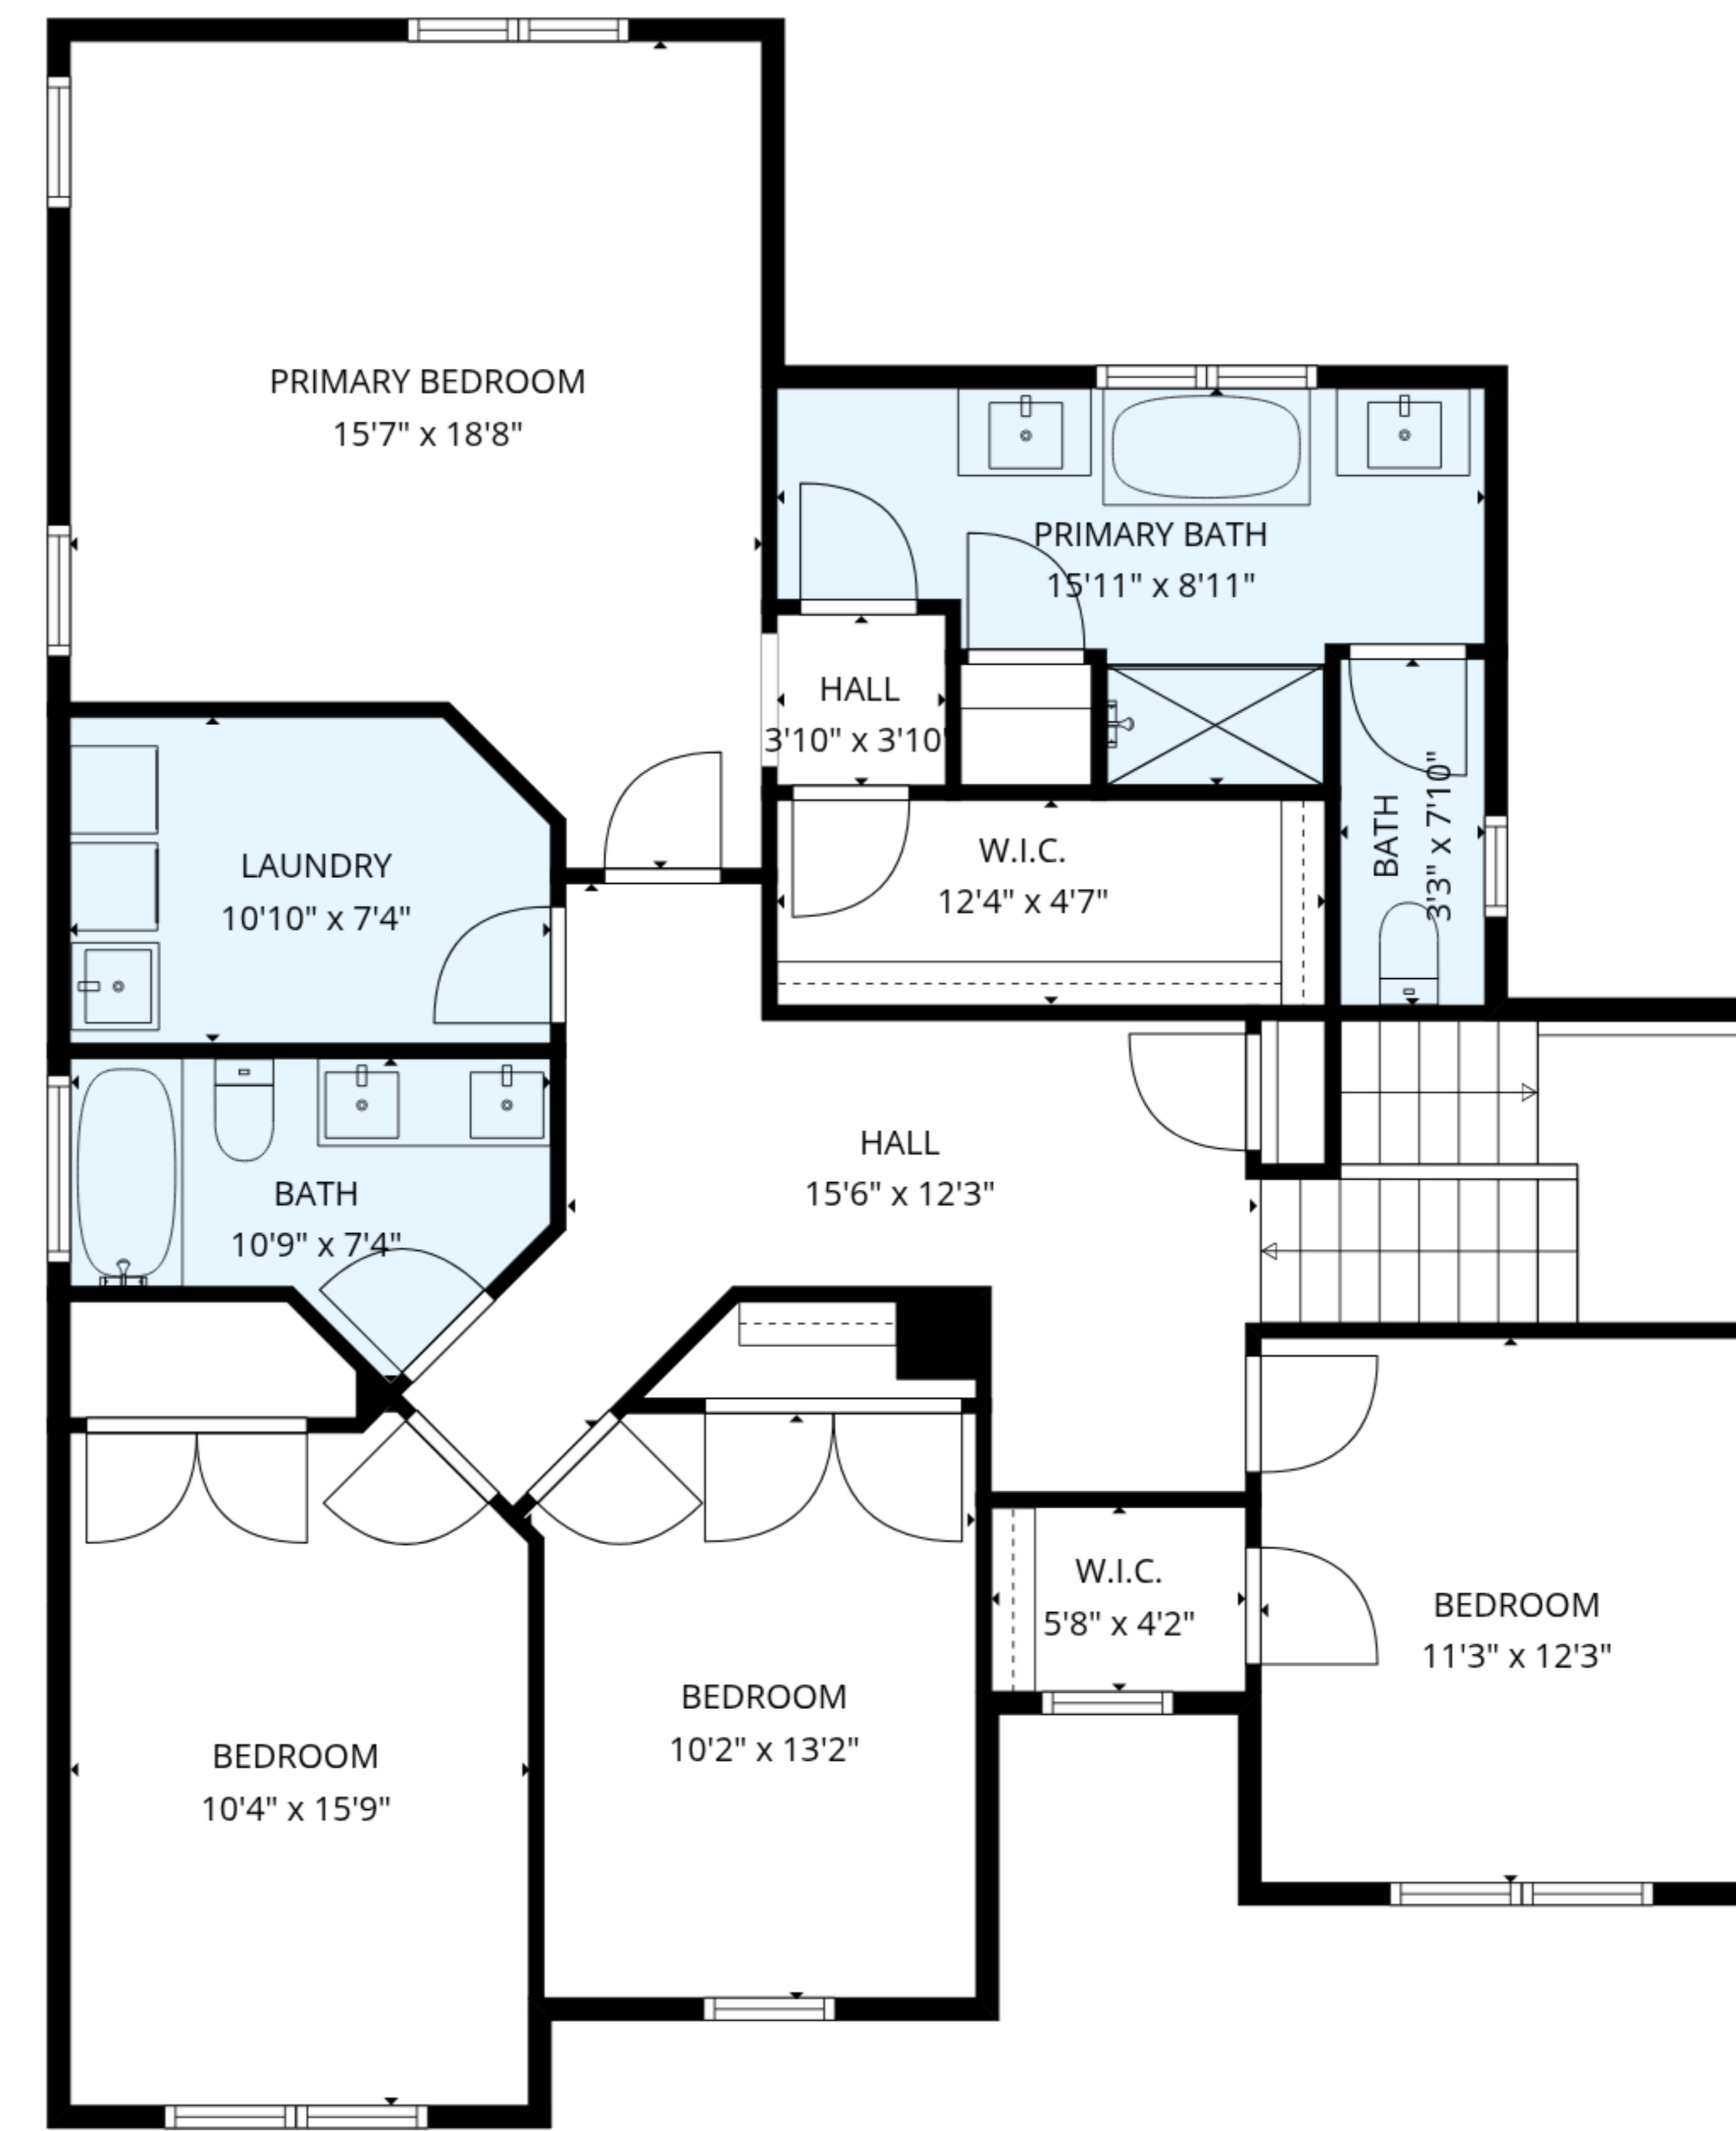 PRIMARY BEDROOM
15'7" x 18'8"
PRIMARY BATH
15'11" x 8'11"
HALL
3'10" x 3'10"
LAUNDRY
10'10" x 7'4"
W.I.C.
12'4" x 4'7"
BATH
3'3" x 7'10"
BATH
10'9" x 7'4"
HALL
15'6" x 12'3"
W.I.C.
5'8" x 4'2"
BEDROOM
11'3" x 12'3"
BEDROOM
10'2" x 13'2"
BEDROOM
10'4" x 15'9"